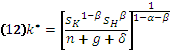 (12)k* = [s_K^{1-β} s_H^β / (n + g + δ)]^{1/(1-α-β)}